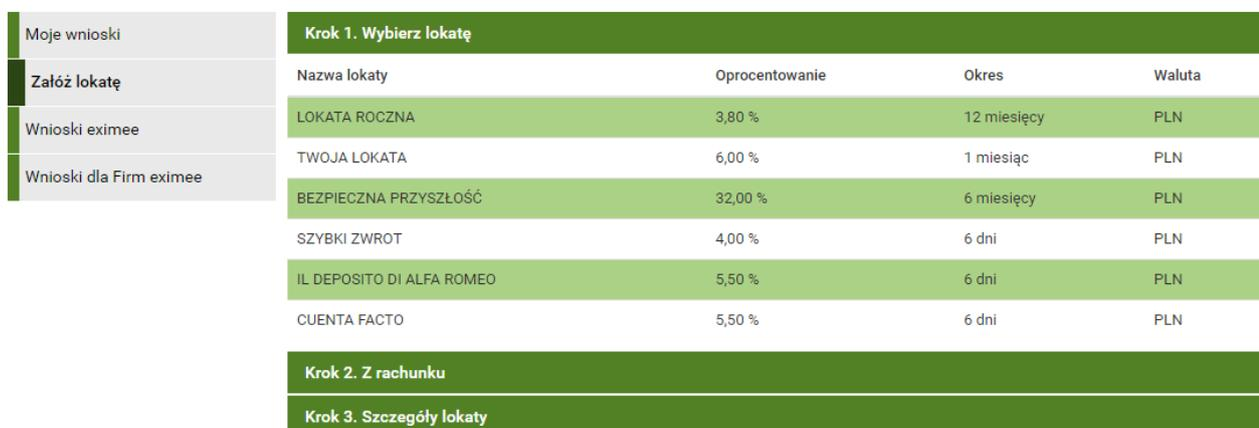 Moje wnioski
Załóż lokatę
Wnioski eximee
Wnioski dla Firm eximee
Krok 1. Wybierz lokatę
Nazwa lokaty Oprocentowanie Okres Waluta
LOKATA ROCZNA 3,80 % 12 miesięcy PLN
TWOJA LOKATA 6,00 % 1 miesiąc PLN
BEZPIECZNA PRZYSZŁOŚĆ 32,00 % 6 miesięcy PLN
SZYBKI ZWROT 4,00 % 6 dni PLN
IL DEPOSITO DI ALFA ROMEO 5,50 % 6 dni PLN
CUENTA FACTO 5,50 % 6 dni PLN
Krok 2. Z rachunku
Krok 3. Szczegóły lokaty